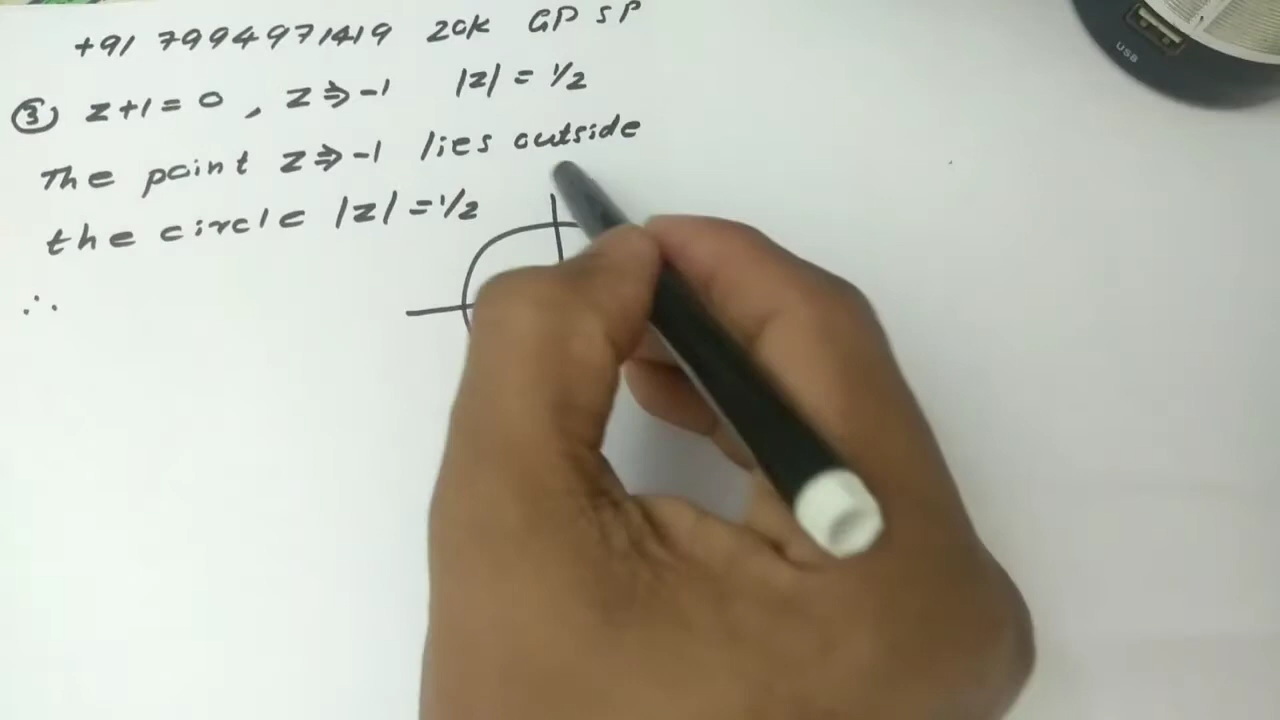 +91 7994971419 20K GP SP
③ z+1=0, z⇒-1 |z|=1/2
The point z⇒-1 lies outside
the circle |z|=1/2
∴
USB